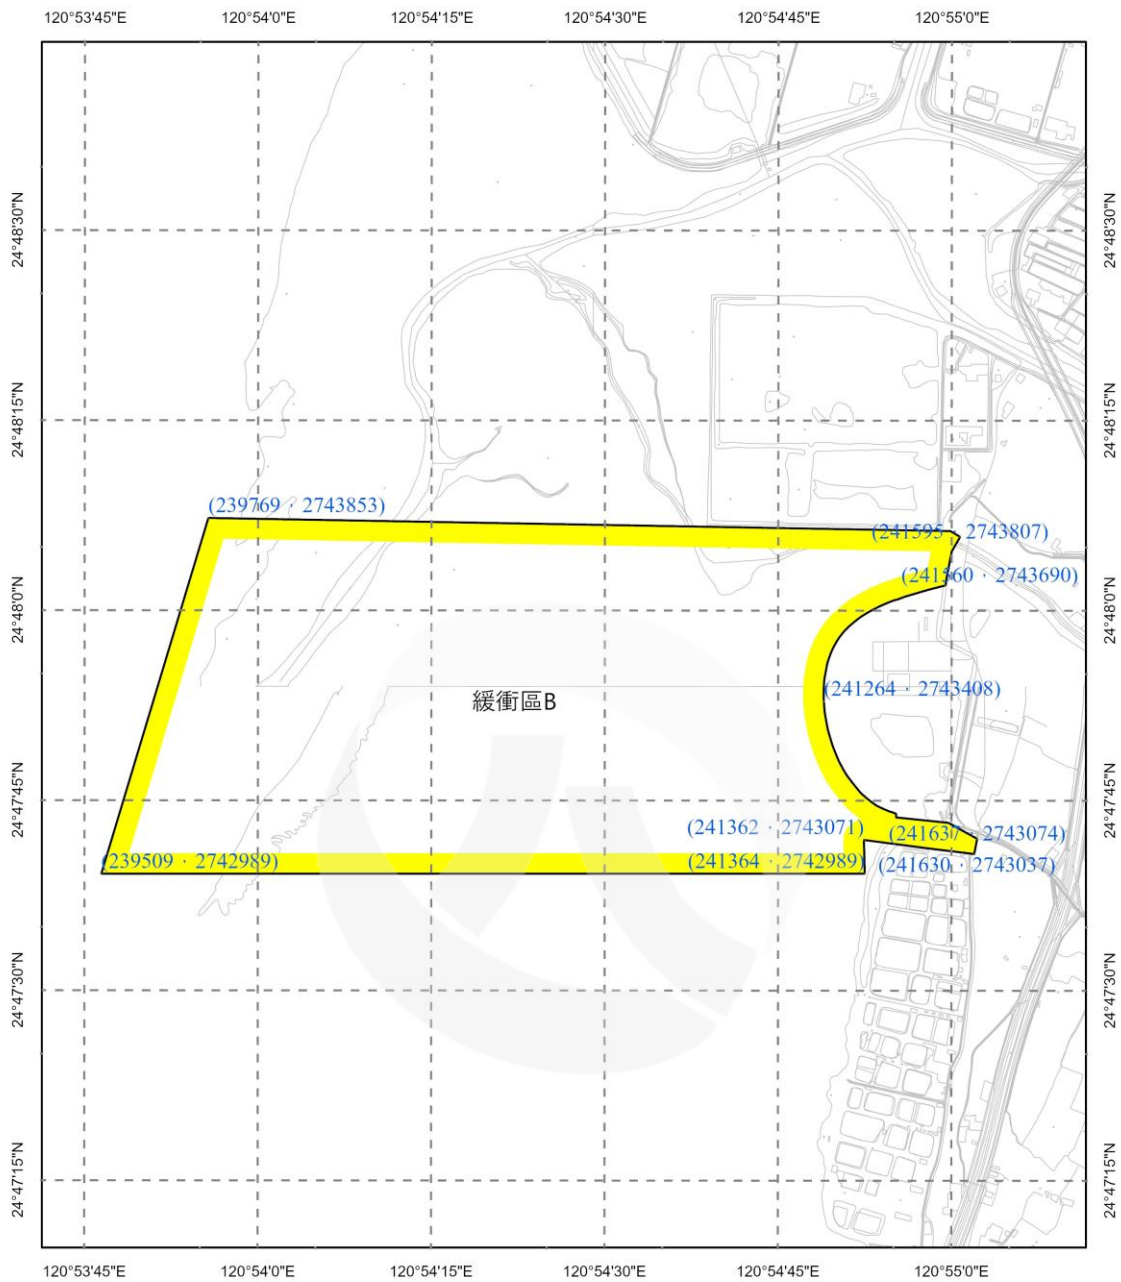 120°53'45"E 120°54'0"E 120°54'15"E 120°54'30"E 120°54'45"E 120°55'0"E
24°48'30"N 24°48'30"N
24°48'15"N 24°48'15"N
(239769，2743853)
(241595，2743807)
(241560，2743690)
24°48'0"N 24°48'0"N
(241264，2743408)
緩衝區B
24°47'45"N 24°47'45"N
(241362，2743071)
(241637，2743074)
(239509，2742989) (241364，2742989) (241630，2743037)
24°47'30"N 24°47'30"N
24°47'15"N 24°47'15"N
120°53'45"E 120°54'0"E 120°54'15"E 120°54'30"E 120°54'45"E 120°55'0"E